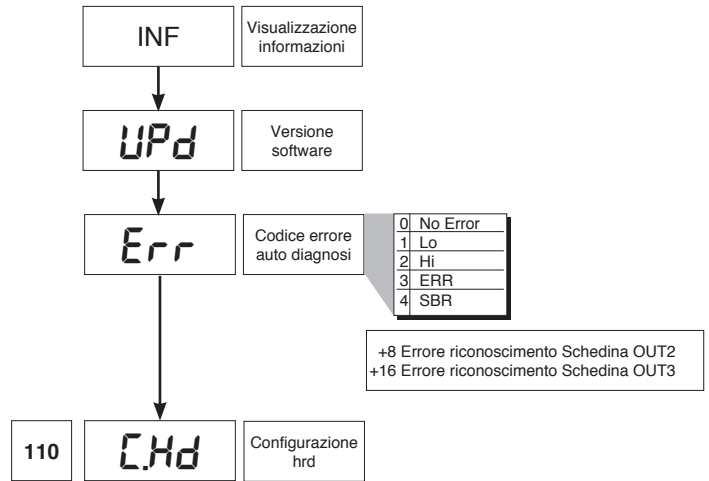 INF
Visualizzazione
informazioni
UPd
Versione
software
Err
Codice errore
auto diagnosi
0 No Error
1 Lo
2 Hi
3 ERR
4 SBR
+8 Errore riconoscimento Schedina OUT2
+16 Errore riconoscimento Schedina OUT3
110
C.Hd
Configurazione
hrd